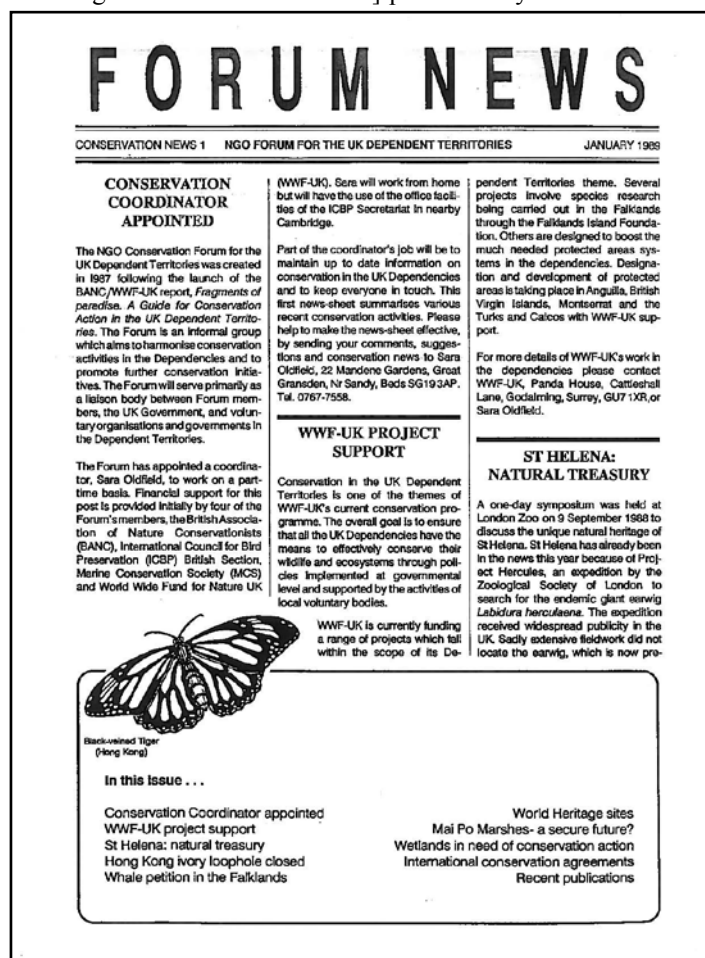 FORUM NEWS
CONSERVATION NEWS 1 NGO FORUM FOR THE UK DEPENDENT TERRITORIES JANUARY 1989
CONSERVATION
COORDINATOR
APPOINTED
The NGO Conservation Forum for the
UK Dependent Territories was created
in 1987 following the launch of the
BANC/WWF-UK report, Fragments of
paradise. A Guide for Conservation
Action in the UK Dependent Territo-
ries. The Forum is an informal group
which aims to harmonise conservation
activities in the Dependencies and to
promote further conservation initia-
tives. The Forum will serve primarily as
a liaison body between Forum mem-
bers, the UK Government, and volun-
tary organisations and governments in
the Dependent Territories.
The Forum has appointed a coordina-
tor, Sara Oldfield, to work on a part-
time basis. Financial support for this
post is provided initially by four of the
Forum's members, the British Associa-
tion of Nature Conservationists
(BANC), International Council for Bird
Preservation (ICBP) British Section,
Marine Conservation Society (MCS)
and World Wide Fund for Nature UK
(WWF-UK). Sara will work from home
but will have the use of the office facili-
ties of the ICBP Secretariat in nearby
Cambridge.
Part of the coordinator's job will be to
maintain up to date information on
conservation in the UK Dependencies
and to keep everyone in touch. This
first news-sheet summarises various
recent conservation activities. Please
help to make the news-sheet effective,
by sending your comments, sugges-
tions and conservation news to Sara
Oldfield, 22 Mandene Gardens, Great
Gransden, Nr Sandy, Beds SG19 3AP.
Tel. 0767-7558.
WWF-UK PROJECT
SUPPORT
Conservation in the UK Dependent
Territories is one of the themes of
WWF-UK's current conservation pro-
gramme. The overall goal is to ensure
that all the UK Dependencies have the
means to effectively conserve their
wildlife and ecosystems through poli-
cies implemented at governmental
level and supported by the activities of
local voluntary bodies.
WWF-UK is currently funding
a range of projects which fall
within the scope of its De-
pendent Territories theme. Several
projects involve species research
being carried out in the Falklands
through the Falklands Island Founda-
tion. Others are designed to boost the
much needed protected areas sys-
tems in the dependencies. Designa-
tion and development of protected
areas is taking place in Anguilla, British
Virgin Islands, Montserrat and the
Turks and Caicos with WWF-UK sup-
port.
For more details of WWF-UK's work in
the dependencies please contact
WWF-UK, Panda House, Cattleshall
Lane, Godalming, Surrey, GU7 1XR, or
Sara Oldfield.
ST HELENA:
NATURAL TREASURY
A one-day symposium was held at
London Zoo on 9 September 1988 to
discuss the unique natural heritage of
St Helena. St Helena has already been
in the news this year because of Proj-
ect Hercules, an expedition by the
Zoological Society of London to
search for the endemic giant earwig
Labidura herculaena. The expedition
received widespread publicity in the
UK. Sadly extensive fieldwork did not
locate the earwig, which is now pre-
Black-veined Tiger
(Hong Kong)
In this issue . . .
Conservation Coordinator appointed
WWF-UK project support
St Helena: natural treasury
Hong Kong ivory loophole closed
Whale petition in the Falklands
World Heritage sites
Mai Po Marshes- a secure future?
Wetlands in need of conservation action
International conservation agreements
Recent publications